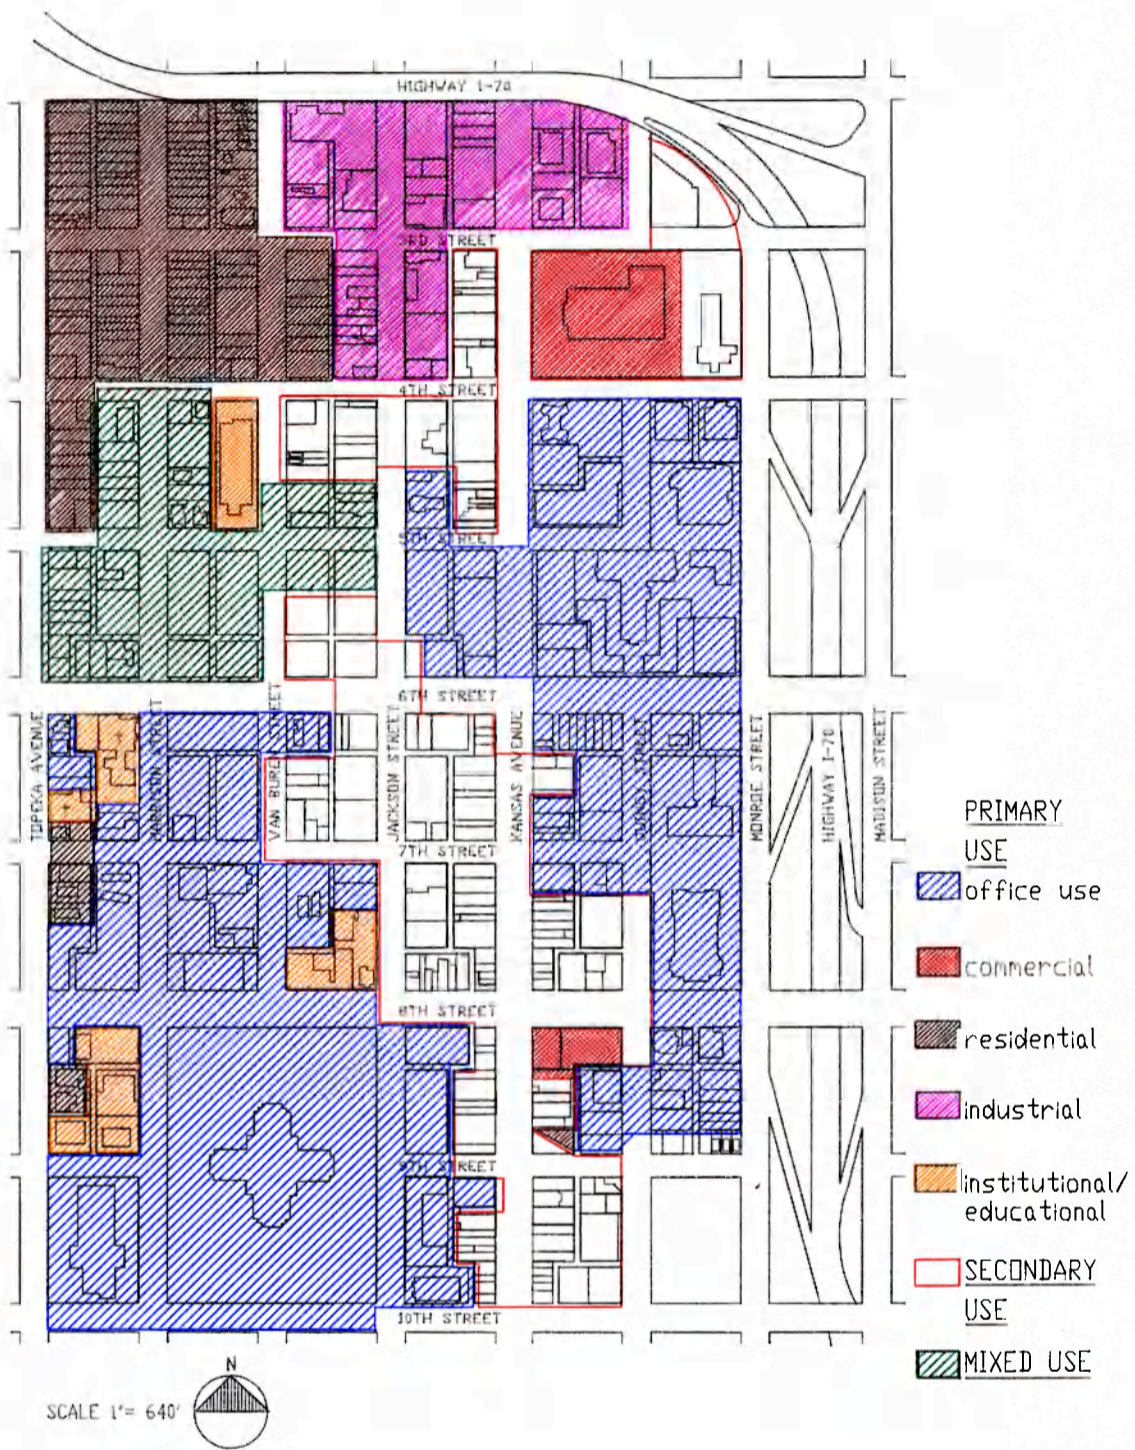 HIGHWAY I-70
3RD STREET
4TH STREET
5TH STREET
6TH STREET
TOPEKA AVENUE
HARRISON STREET
VAN BUREN STREET
JACKSON STREET
KANSAS AVENUE
QUINCY STREET
MONROE STREET
HIGHWAY I-70
MADISON STREET
7TH STREET
8TH STREET
9TH STREET
10TH STREET
PRIMARY
USE
office use
commercial
residential
industrial
institutional/
educational
SECONDARY
USE
MIXED USE
N
SCALE 1"= 640'